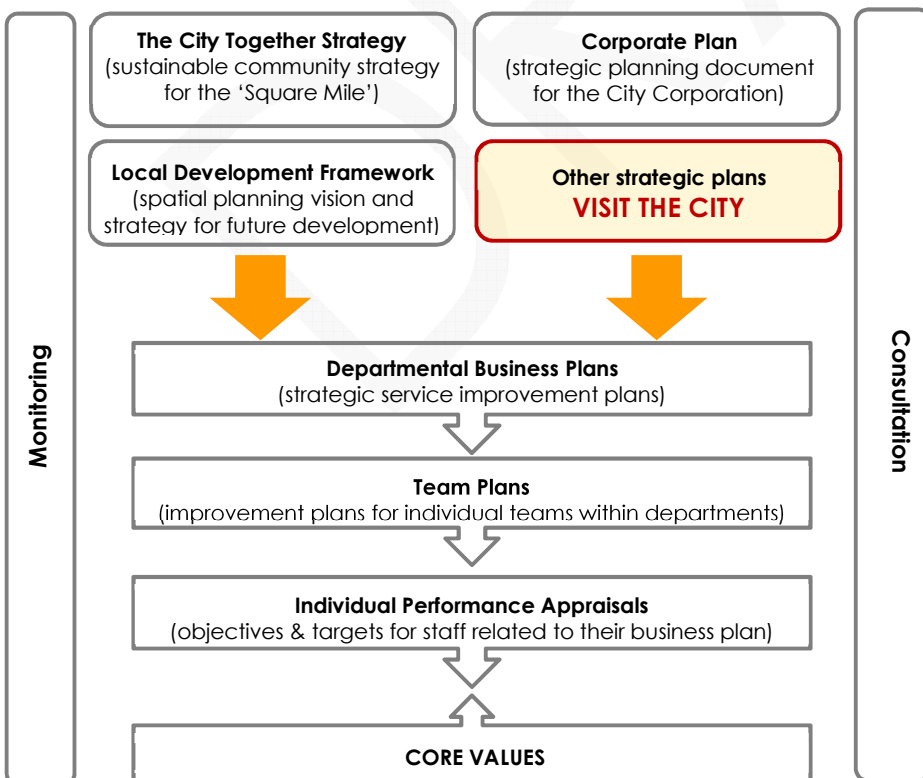 The City Together Strategy
(sustainable community strategy
for the ‘Square Mile’)
Corporate Plan
(strategic planning document
for the City Corporation)
Local Development Framework
(spatial planning vision and
strategy for future development)
Other strategic plans
VISIT THE CITY
Monitoring
Consultation
Departmental Business Plans
(strategic service improvement plans)
Team Plans
(improvement plans for individual teams within departments)
Individual Performance Appraisals
(objectives & targets for staff related to their business plan)
CORE VALUES